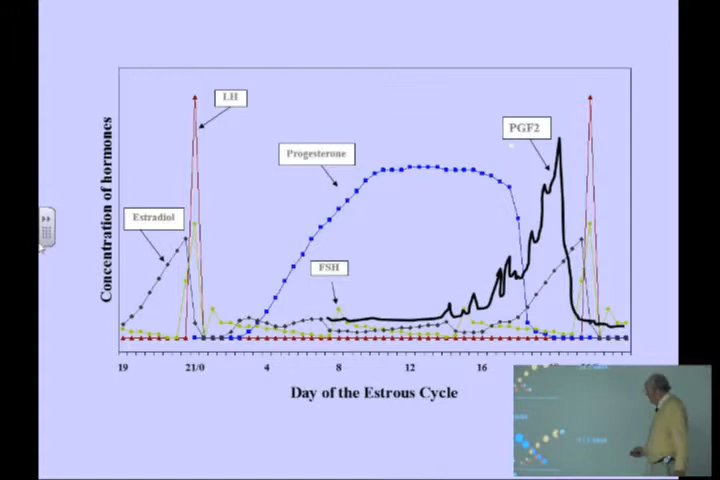 LH
Progesterone
PGF2
Estradiol
FSH
Concentration of hormones
19 21/0 4 8 12 16
Day of the Estrous Cycle